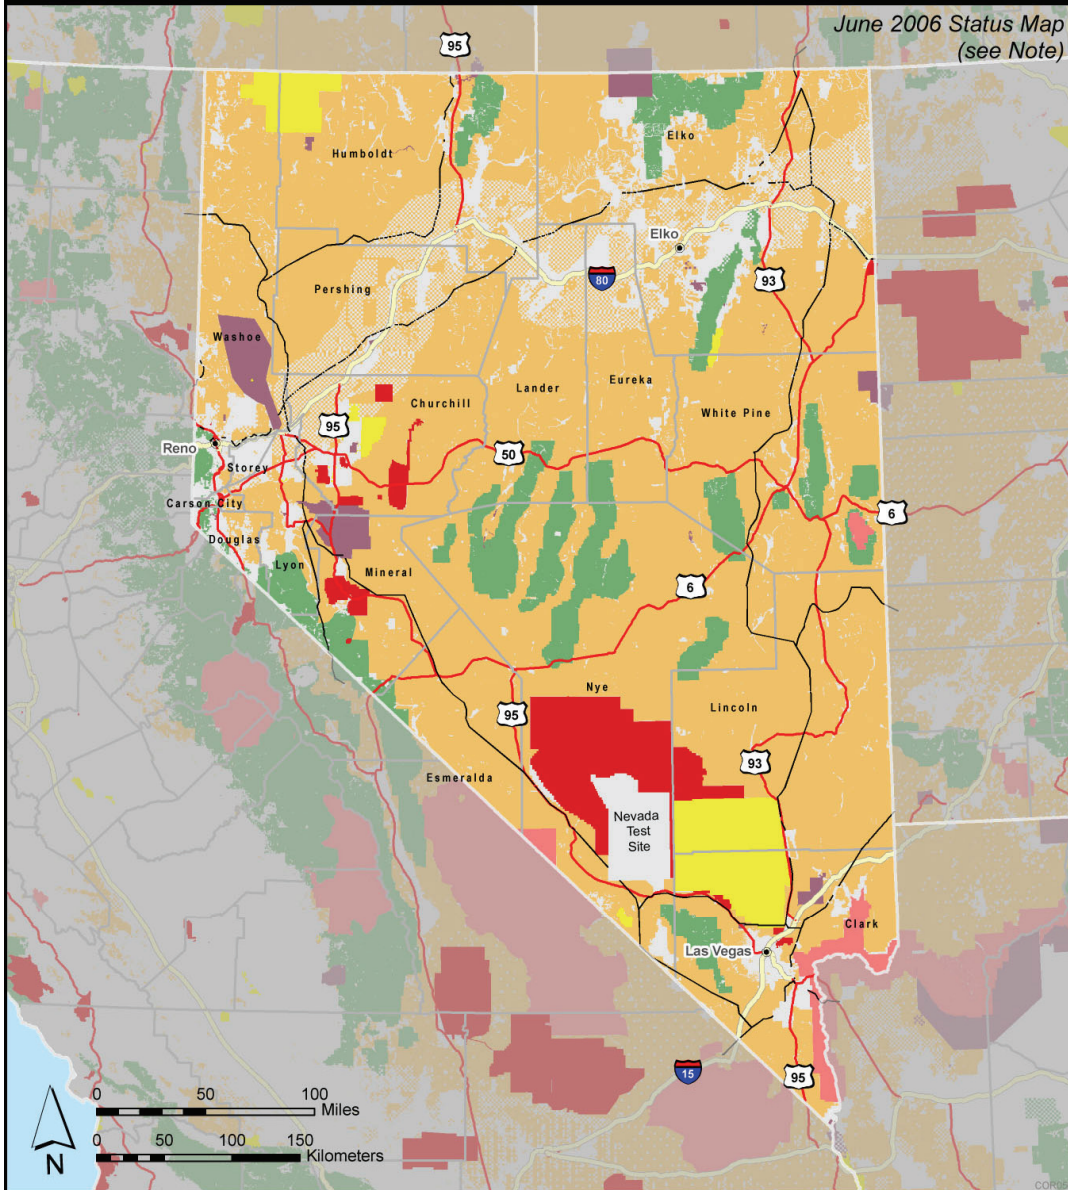 June 2006 Status Map
(see Note)
95
Humboldt
Elko
Elko
80
93
Pershing
Washoe
Lander
Eureka
Churchill
White Pine
95
50
Reno
Storey
Carson City
6
Douglas
Lyon
Mineral
6
Nye
Lincoln
95
93
Esmeralda
Nevada
Test
Site
Clark
Las Vegas
15
95
0 50 100
Miles
0 50 100 150
Kilometers
N